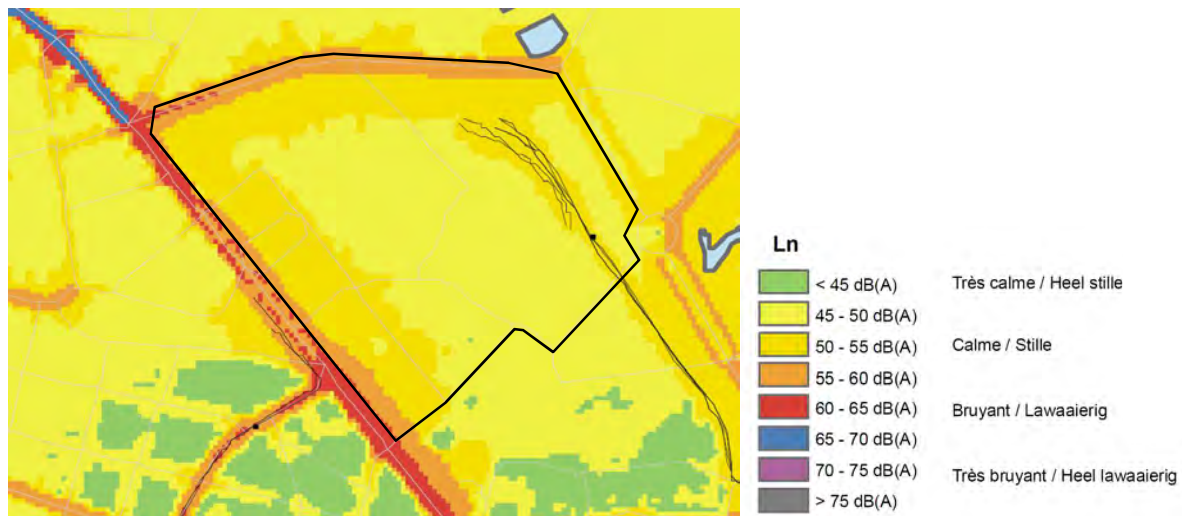 Ln
< 45 dB(A) Très calme / Heel stille
45 - 50 dB(A)
50 - 55 dB(A) Calme / Stille
55 - 60 dB(A)
60 - 65 dB(A) Bruyant / Lawaaierig
65 - 70 dB(A)
70 - 75 dB(A) Très bruyant / Heel lawaaierig
> 75 dB(A)